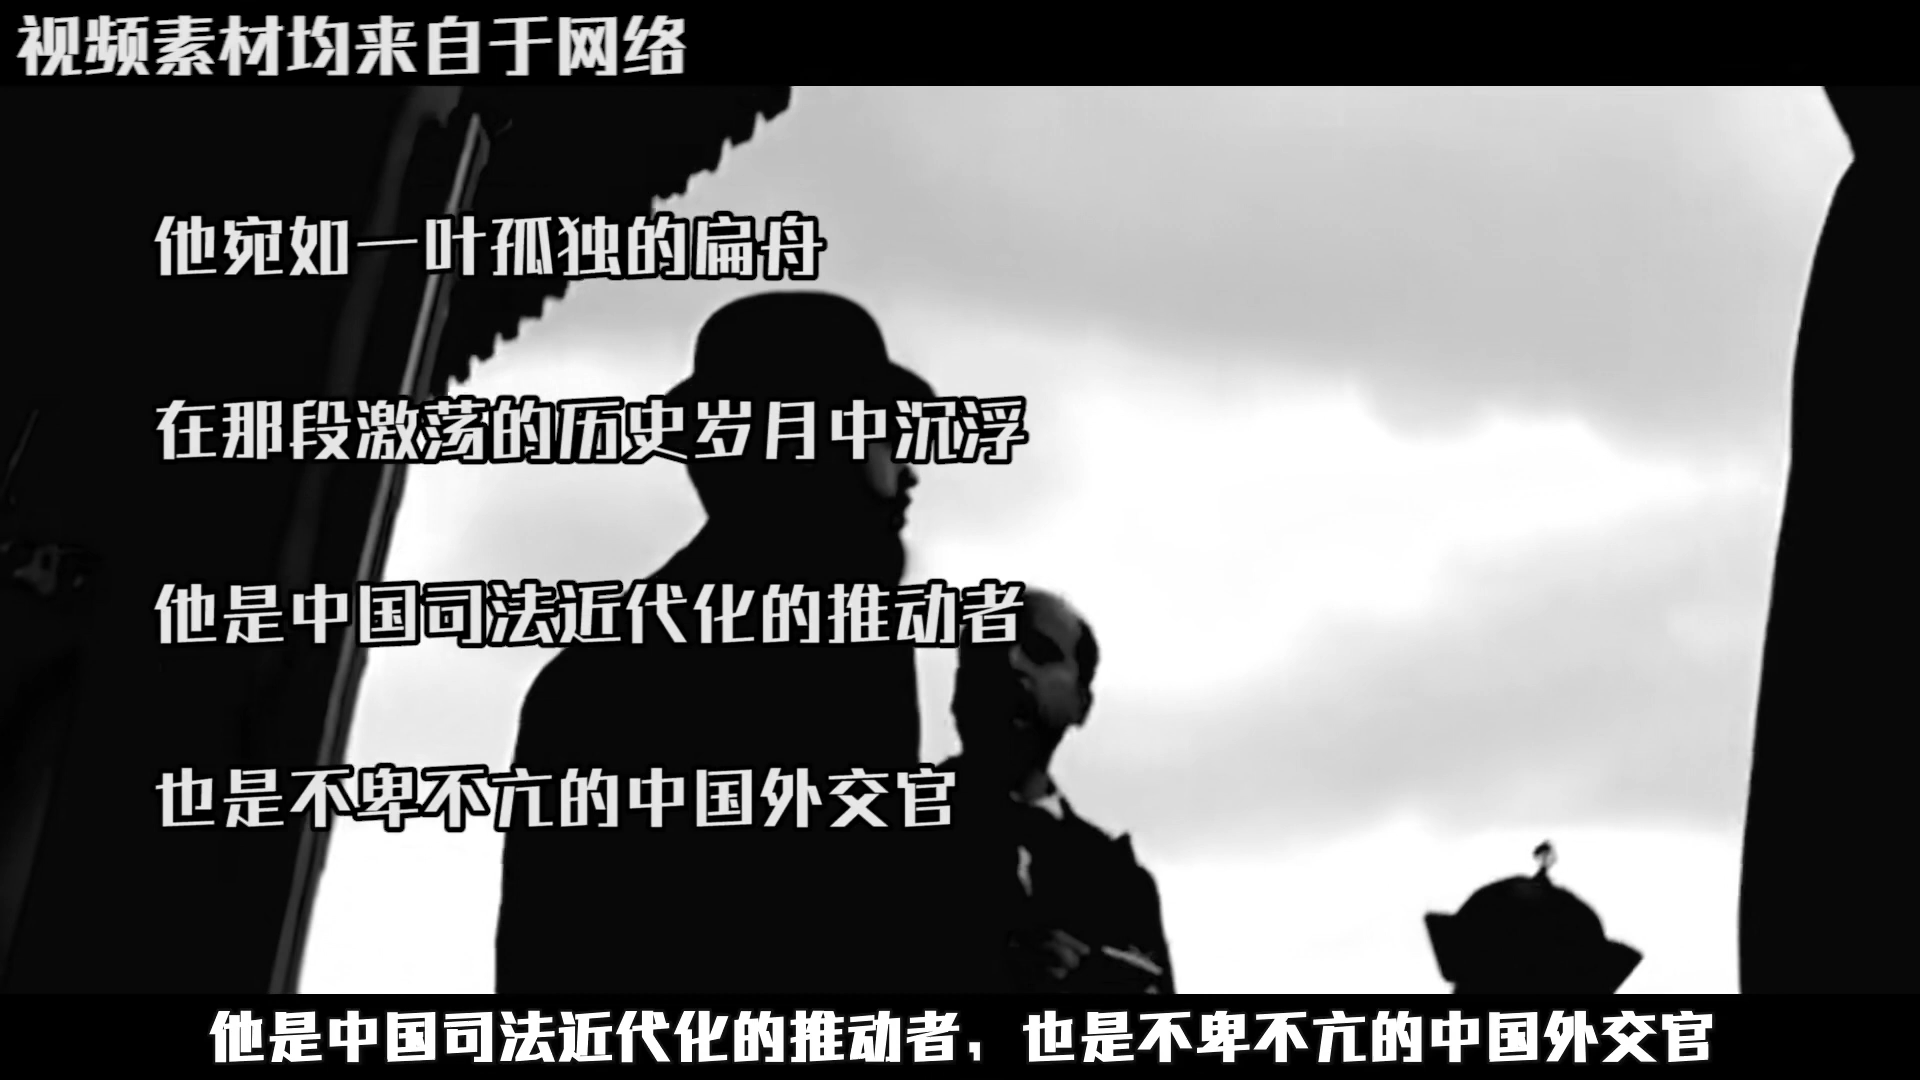 视频素材均来自于网络
他宛如一叶孤独的扁舟
在那段激荡的历史岁月中沉浮
他是中国司法近代化的推动者
也是不卑不亢的中国外交官
他是中国司法近代化的推动者，也是不卑不亢的中国外交官